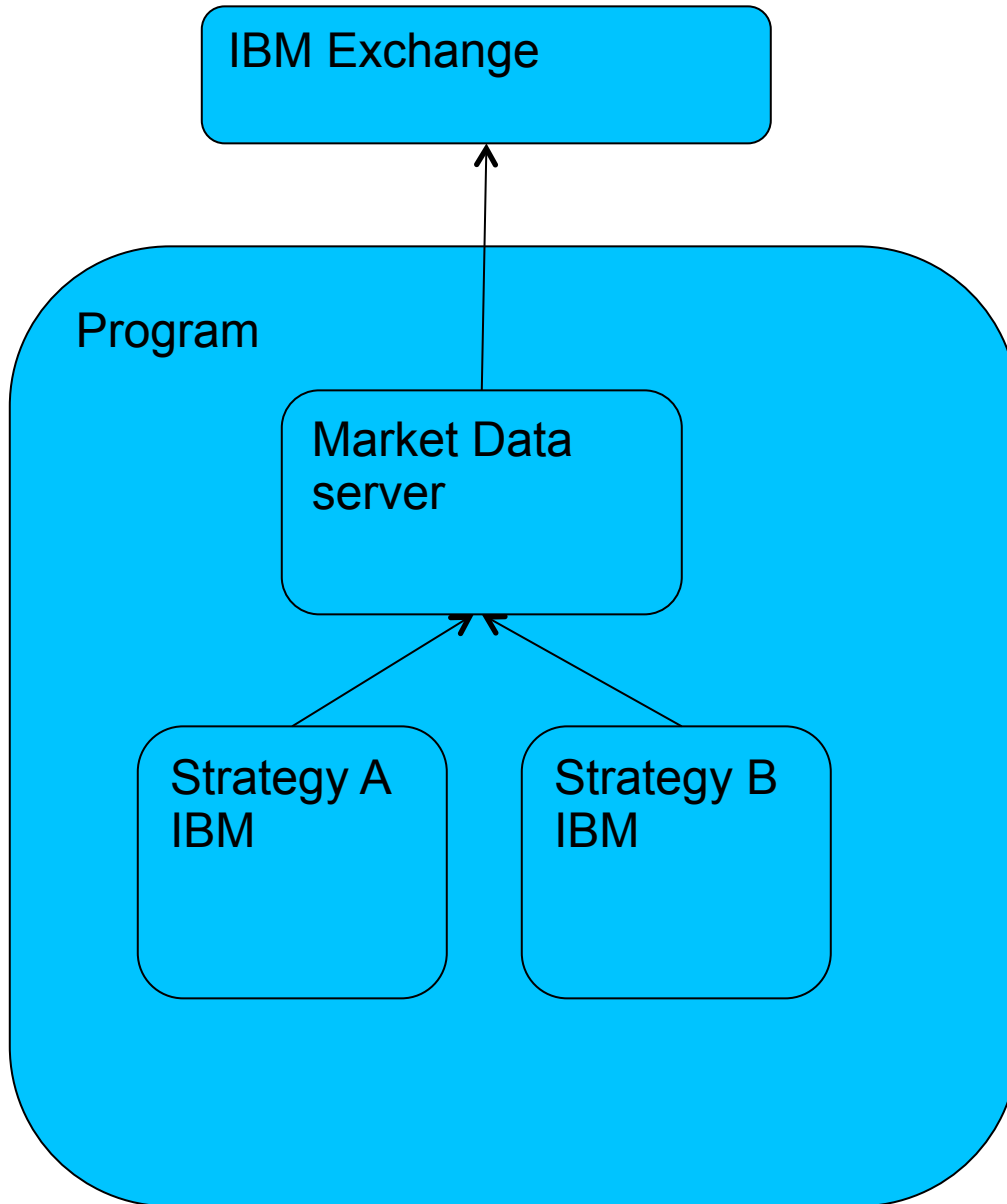 IBM Exchange
Program
Market Data
server
Strategy A
IBM
Strategy B
IBM